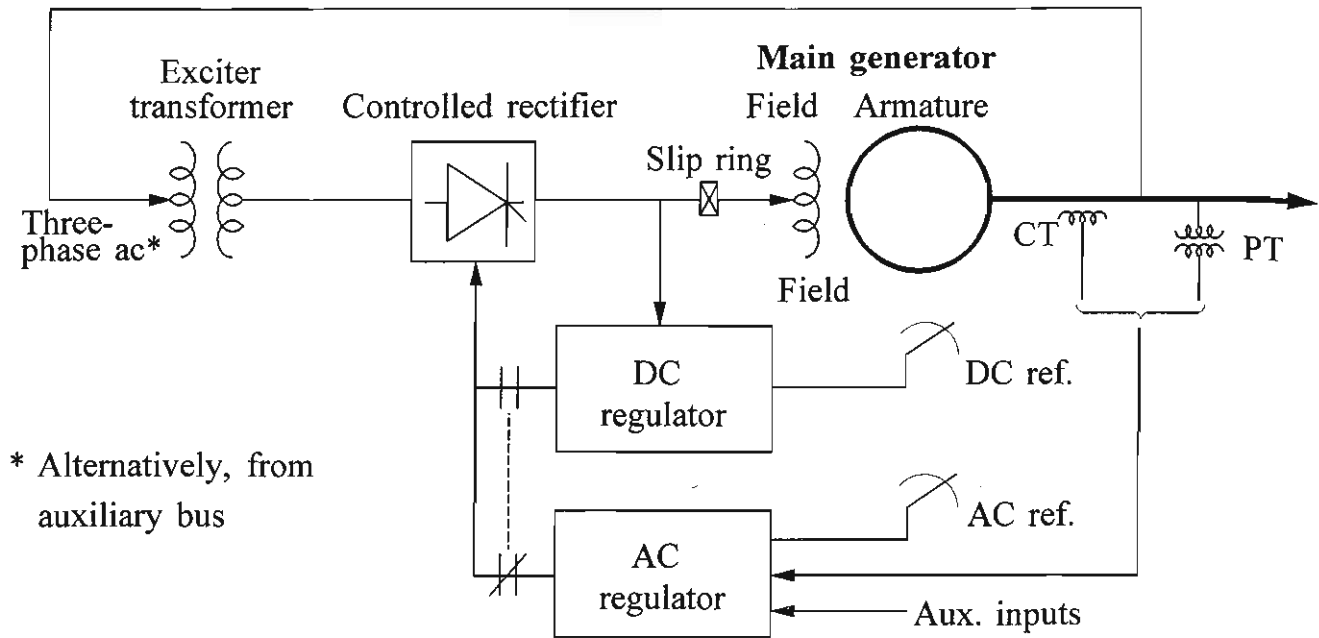 Exciter
transformer
Controlled rectifier
Main generator
Field
Armature
Slip ring
Three-
phase ac*
CT
PT
Field
DC
regulator
DC ref.
* Alternatively, from
auxiliary bus
AC
regulator
AC ref.
Aux. inputs